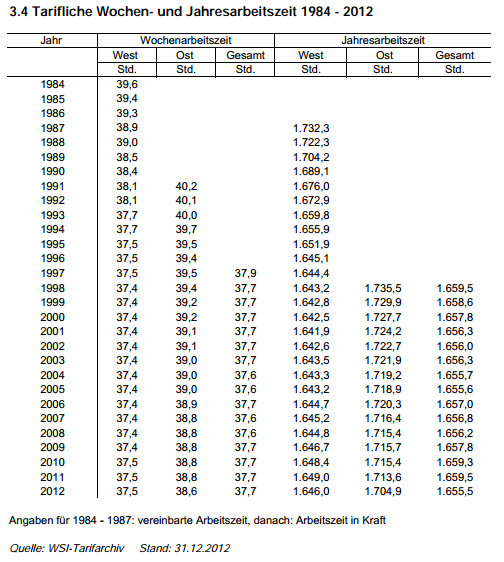 3.4 Tarifliche Wochen- und Jahresarbeitszeit 1984 - 2012
Jahr Wochenarbeitszeit Jahresarbeitszeit
West Ost Gesamt West Ost Gesamt
Std. Std. Std. Std. Std. Std.
1984 39,6
1985 39,4
1986 39,3
1987 38,9 1.732,3
1988 39,0 1.722,3
1989 38,5 1.704,2
1990 38,4 1.689,1
1991 38,1 40,2 1.676,0
1992 38,1 40,1 1.672,9
1993 37,7 40,0 1.659,8
1994 37,7 39,7 1.655,9
1995 37,5 39,5 1.651,9
1996 37,5 39,4 1.645,1
1997 37,5 39,5 37,9 1.644,4
1998 37,4 39,4 37,7 1.643,2 1.735,5 1.659,5
1999 37,4 39,2 37,7 1.642,8 1.729,9 1.658,6
2000 37,4 39,2 37,7 1.642,5 1.727,7 1.657,8
2001 37,4 39,1 37,7 1.641,9 1.724,2 1.656,3
2002 37,4 39,1 37,7 1.642,6 1.722,7 1.656,0
2003 37,4 39,0 37,7 1.643,5 1.721,9 1.656,3
2004 37,4 39,0 37,6 1.643,3 1.719,2 1.655,7
2005 37,4 39,0 37,6 1.643,2 1.718,9 1.655,6
2006 37,4 38,9 37,7 1.644,7 1.720,3 1.657,0
2007 37,4 38,8 37,6 1.645,2 1.716,4 1.656,8
2008 37,4 38,8 37,6 1.644,8 1.715,4 1.656,2
2009 37,4 38,8 37,7 1.646,7 1.715,7 1.657,8
2010 37,5 38,8 37,7 1.648,4 1.715,4 1.659,3
2011 37,5 38,8 37,7 1.649,0 1.713,6 1.659,5
2012 37,5 38,6 37,7 1.646,0 1.704,9 1.655,5
Angaben für 1984 - 1987: vereinbarte Arbeitszeit, danach: Arbeitszeit in Kraft
Quelle: WSI-Tarifarchiv Stand: 31.12.2012